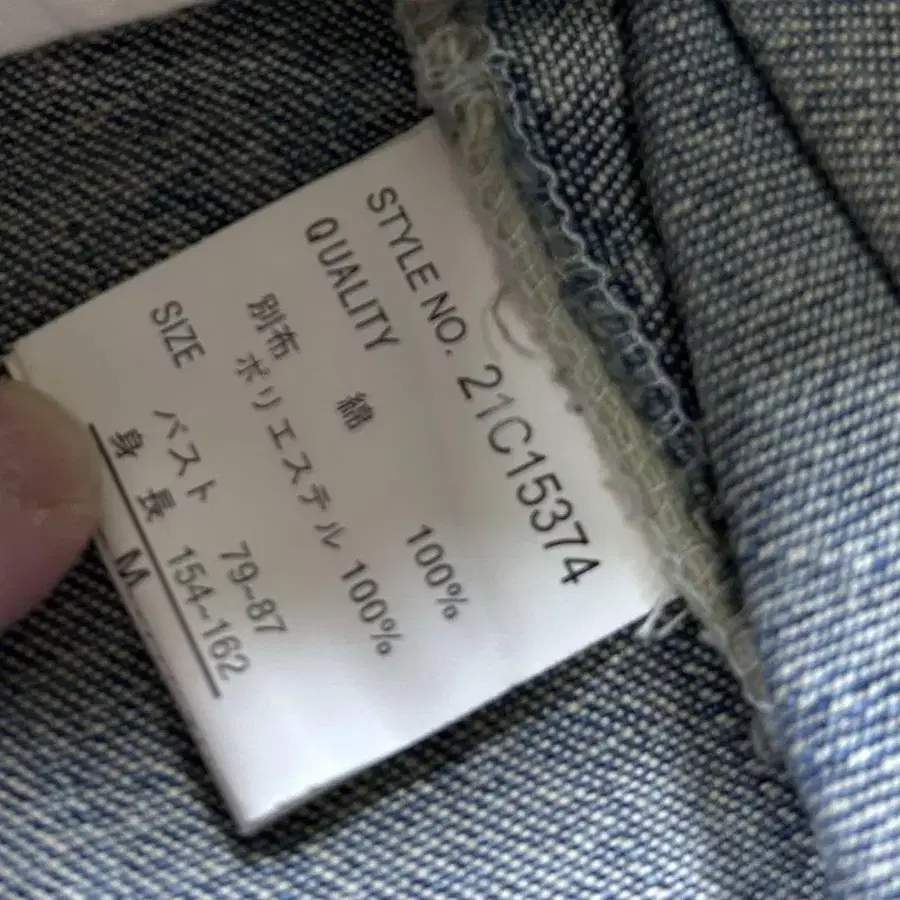 STYLE NO. 21C15374
QUALITY 綿 100%
別布
ポリエステル 100%
SIZE バスト 79~87
身長 154~162
M